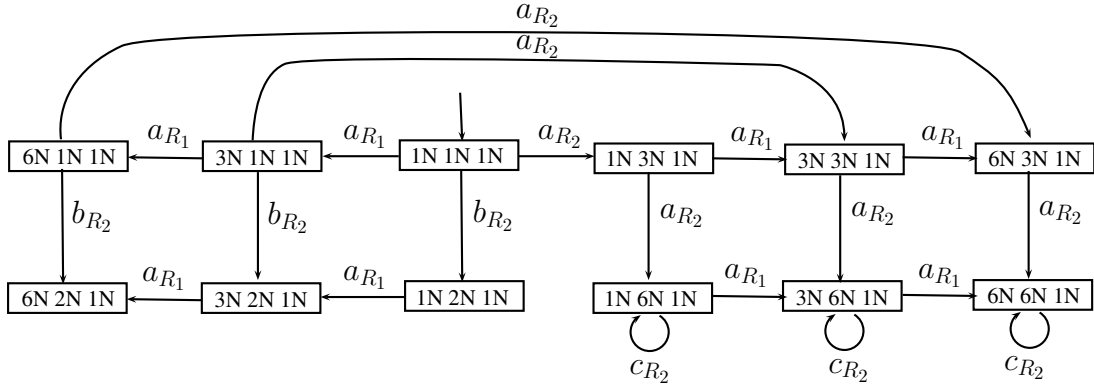 a_{R_2}
a_{R_2}
a_{R_1} a_{R_1} a_{R_2} a_{R_1} a_{R_1}
6N 1N 1N 3N 1N 1N 1N 1N 1N 1N 3N 1N 3N 3N 1N 6N 3N 1N
b_{R_2} b_{R_2} b_{R_2} a_{R_2} a_{R_2} a_{R_2}
a_{R_1} a_{R_1} a_{R_1} a_{R_1}
6N 2N 1N 3N 2N 1N 1N 2N 1N 1N 6N 1N 3N 6N 1N 6N 6N 1N
c_{R_2} c_{R_2} c_{R_2}